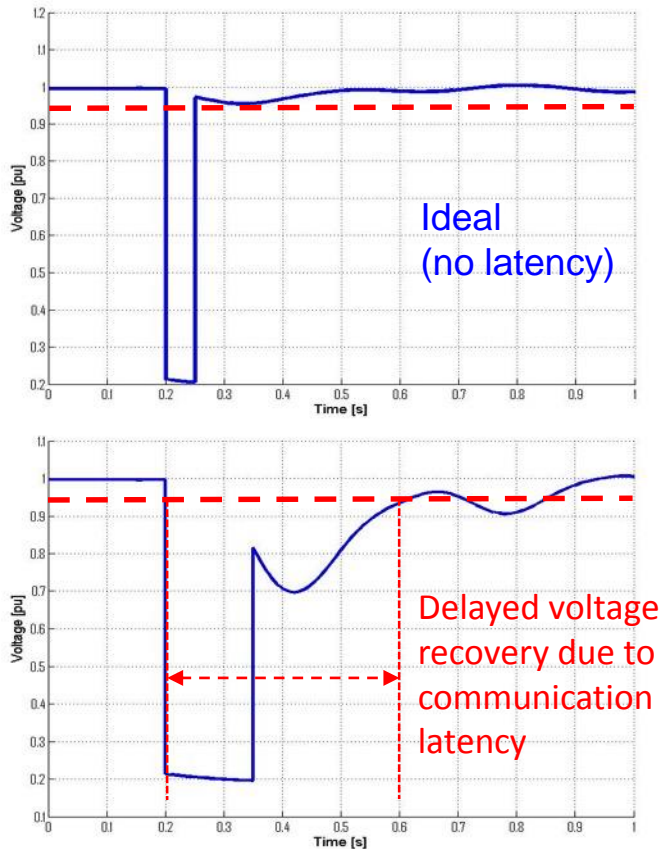 1.2
1.1
1
0.9
0.8
0.7
0.6
0.5
0.4
0.3
0.2
Voltage [pu]
Ideal
(no latency)
0 0.1 0.2 0.3 0.4 0.5 0.6 0.7 0.8 0.9 1
Time [s]
1.1
1
0.9
0.8
0.7
0.6
0.5
0.4
0.3
0.2
0.1
Voltage [pu]
Delayed voltage
recovery due to
communication
latency
0 0.1 0.2 0.3 0.4 0.5 0.6 0.7 0.8 0.9 1
Time [s]